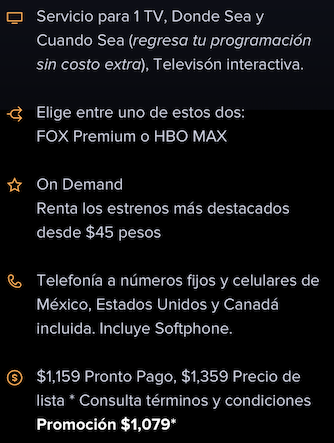 Servicio para 1 TV, Donde Sea y
Cuando Sea (regresa tu programación
sin costo extra), Televisón interactiva.
Elige entre uno de estos dos:
FOX Premium o HBO MAX
On Demand
Renta los estrenos más destacados
desde $45 pesos
Telefonía a números fijos y celulares de
México, Estados Unidos y Canadá
incluida. Incluye Softphone.
$1,159 Pronto Pago, $1,359 Precio de
lista * Consulta términos y condiciones
Promoción $1,079*